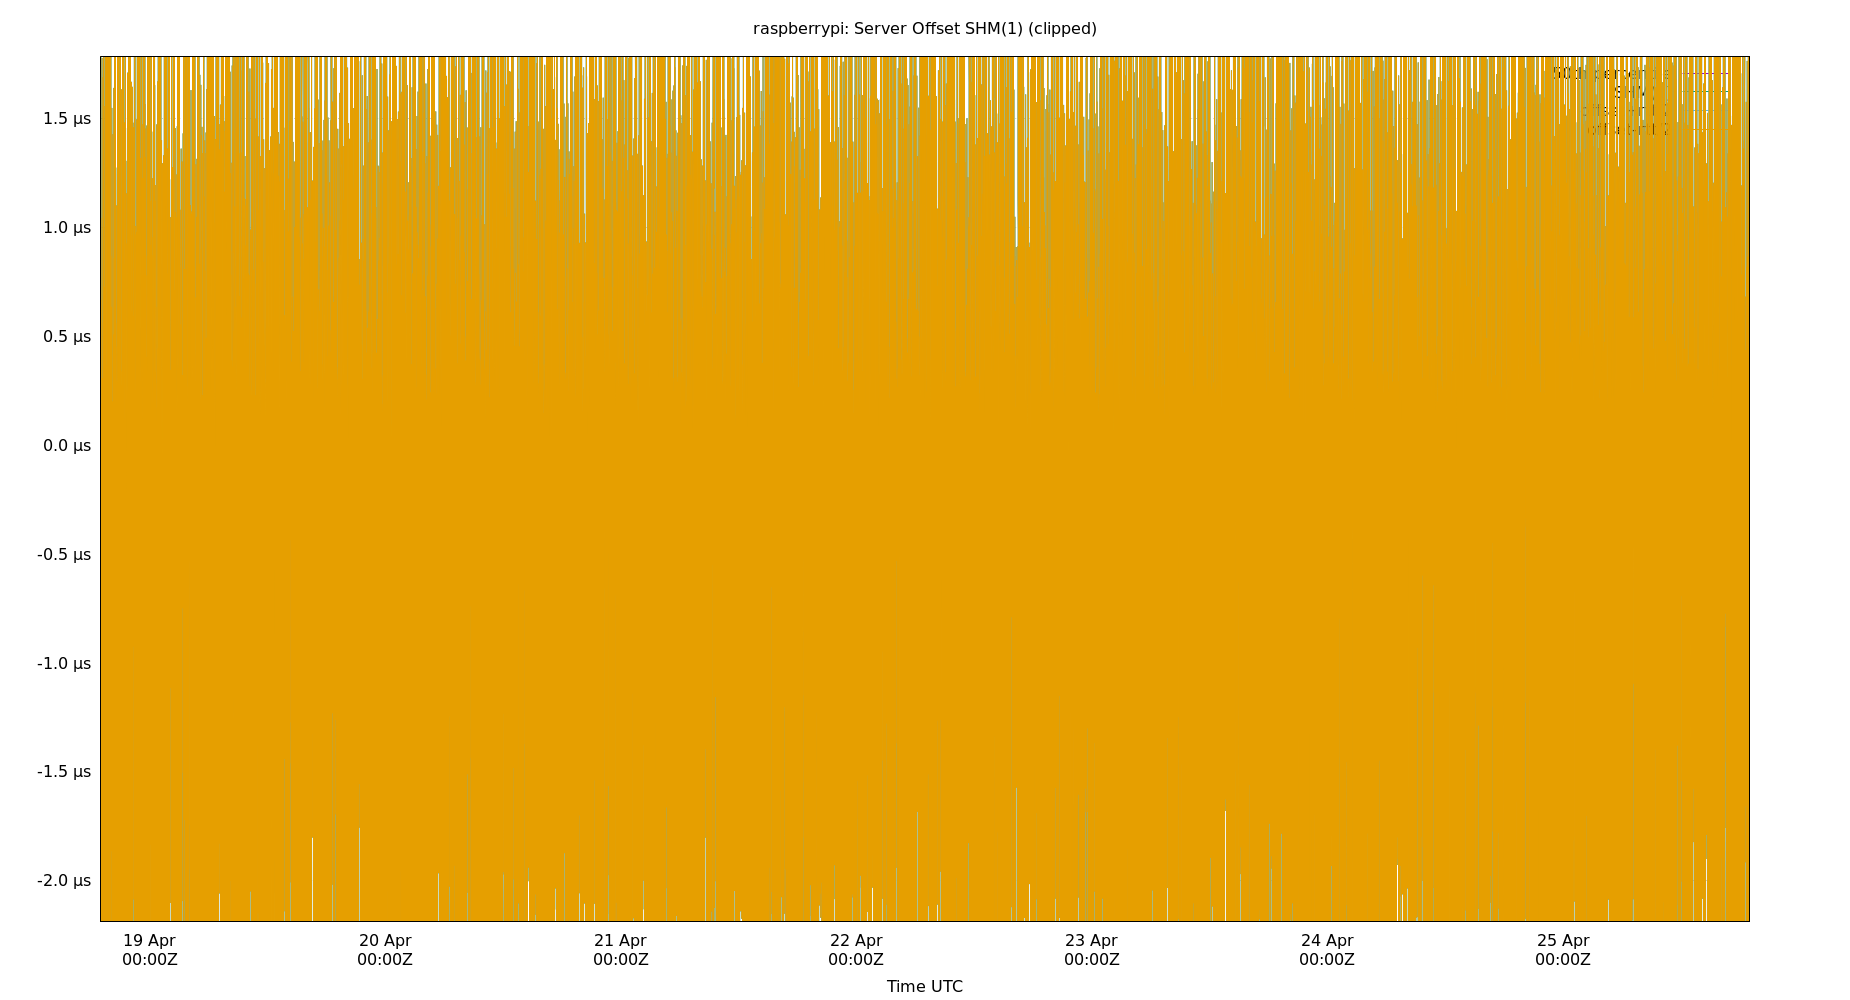 raspberrypi: Server Offset SHM(1) (clipped)
1.5 µs
1.0 µs
0.5 µs
0.0 µs
-0.5 µs
-1.0 µs
-1.5 µs
-2.0 µs
19 Apr 20 Apr 21 Apr 22 Apr 23 Apr 24 Apr 25 Apr
00:00Z 00:00Z 00:00Z 00:00Z 00:00Z 00:00Z 00:00Z
Time UTC